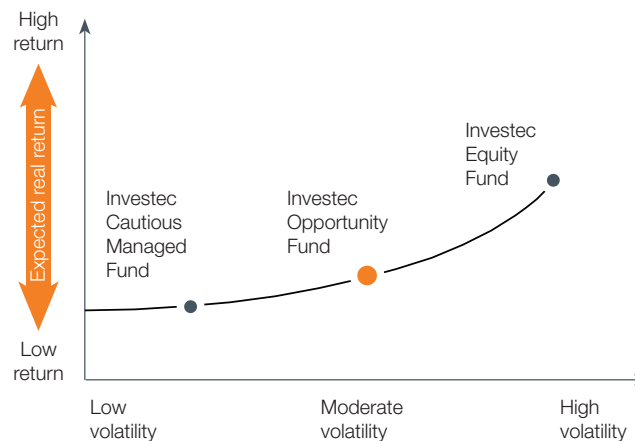 High
return
Expected real return
Low
return
Investec
Cautious
Managed
Fund
Investec
Opportunity
Fund
Investec
Equity
Fund
Low
volatility
Moderate
volatility
High
volatility